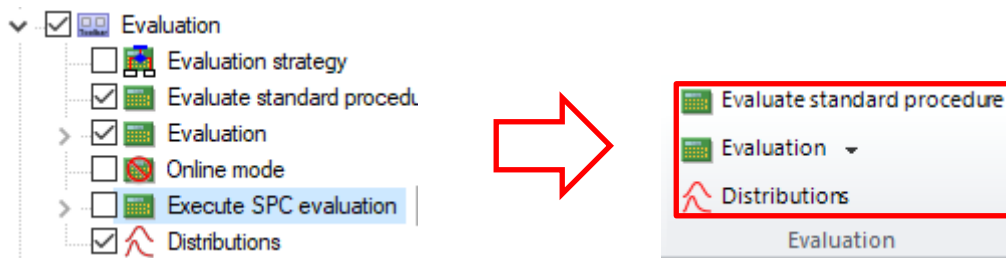 Evaluation
Evaluation strategy
Evaluate standard procedu
Evaluation
Online mode
Execute SPC evaluation
Distributions
Evaluate standard procedure
Evaluation
Distributions
Evaluation